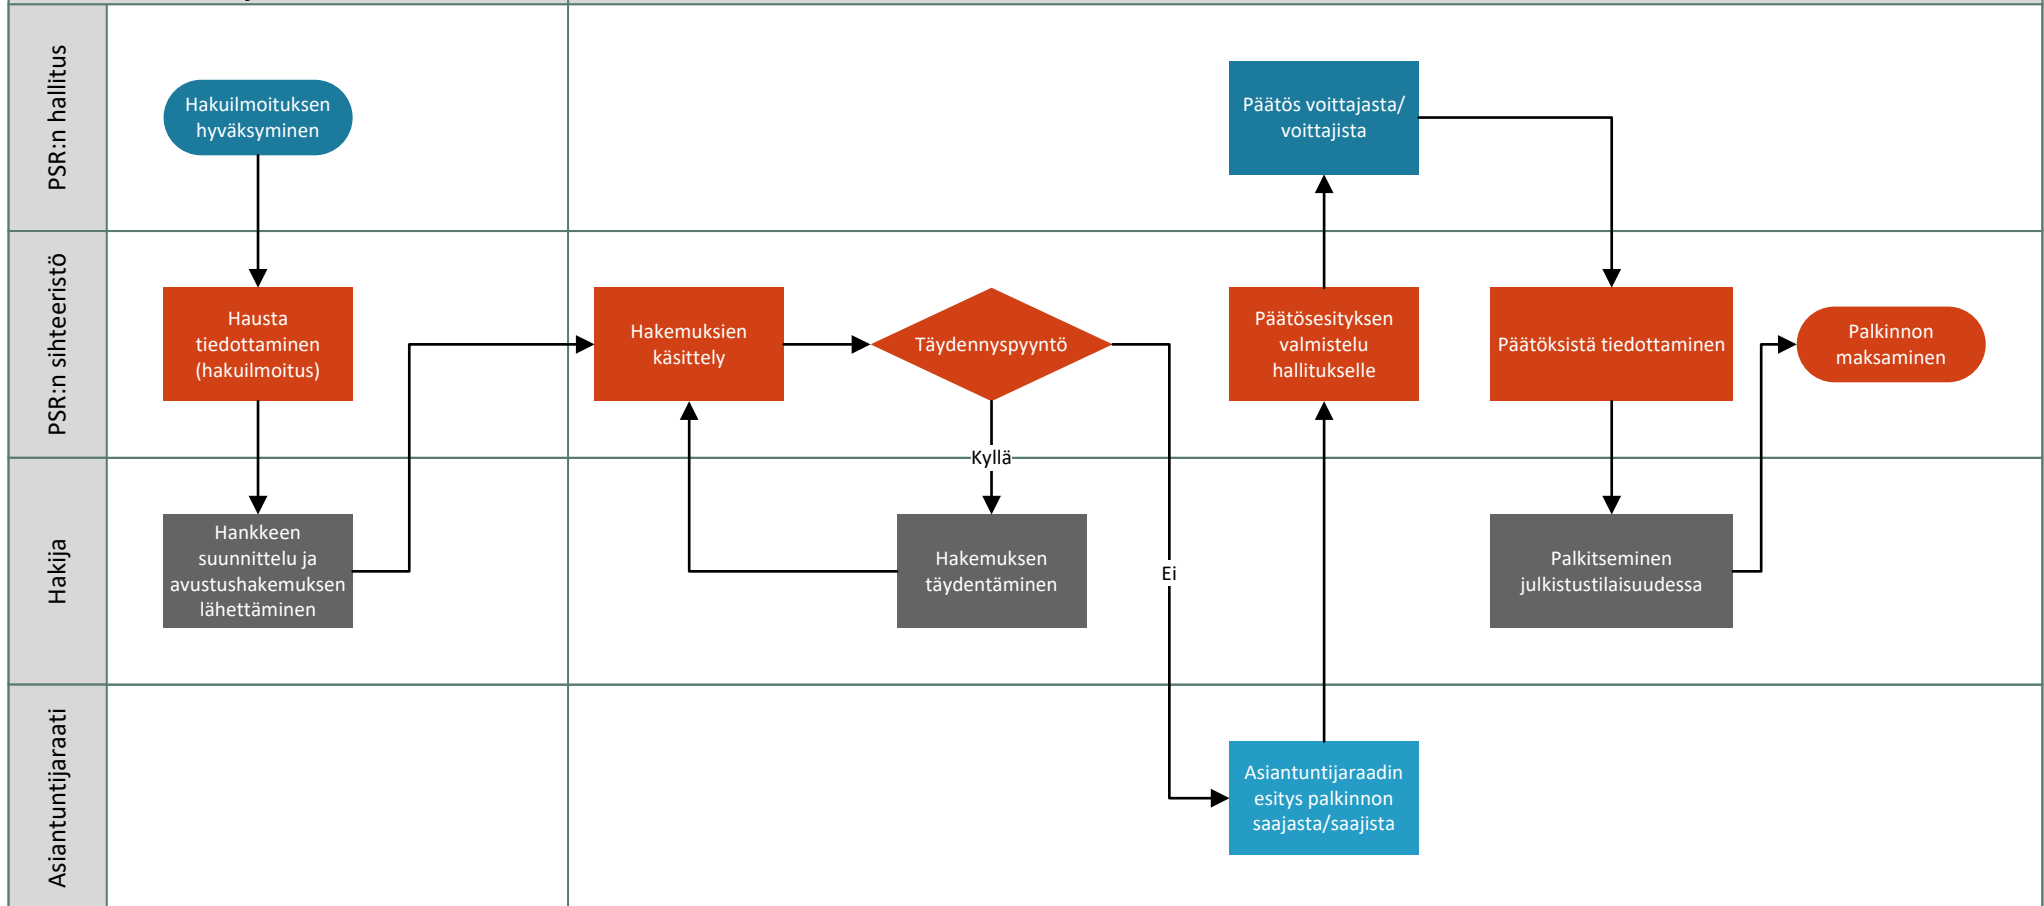 PSR:n hallitus
Hakuilmoituksen
hyväksyminen
Päätös voittajasta/
voittajista
PSR:n sihteeristö
Hausta
tiedottaminen
(hakuilmoitus)
Hakemuksien
käsittely
Täydennyspyyntö
Päätösesityksen
valmistelu
hallitukselle
Päätöksistä tiedottaminen
Palkinnon
maksaminen
Kyllä
Hakija
Hankkeen
suunnittelu ja
avustushakemuksen
lähettäminen
Hakemuksen
täydentäminen
Ei
Palkitseminen
julkistustilaisuudessa
Asiantuntijaraati
Asiantuntijaraadin
esitys palkinnon
saajasta/saajista